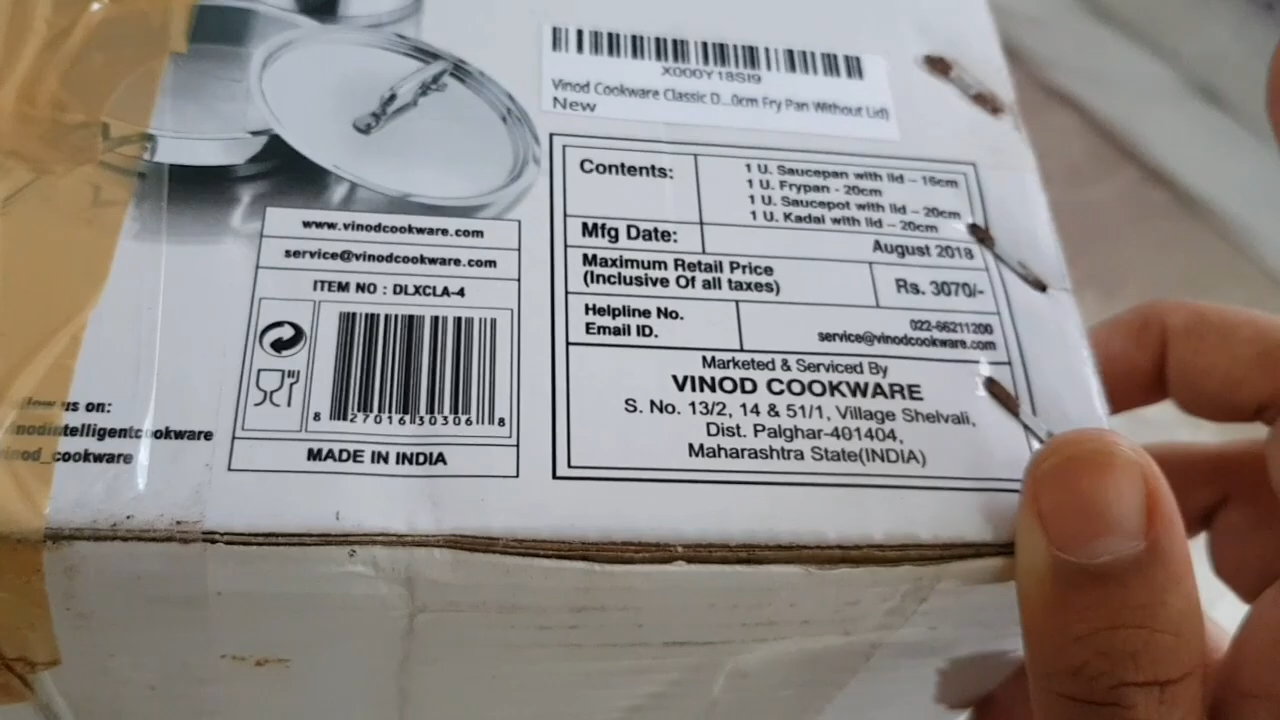 X000Y18SI9
Vinod Cookware Classic D...0cm Fry Pan Without Lid)
New
Contents:
1 U. Saucepan with lid – 16cm
1 U. Frypan - 20cm
1 U. Saucepot with lid – 20cm
1 U. Kadai with lid – 20cm
Mfg Date:
August 2018
Maximum Retail Price
(Inclusive Of all taxes)
Rs. 3070/-
Helpline No.
Email ID.
022-66211200
service@vinodcookware.com
Marketed & Serviced By
VINOD COOKWARE
S. No. 13/2, 14 & 51/1, Village Shelvali,
Dist. Palghar-401404,
Maharashtra State(INDIA)
www.vinodcookware.com
service@vinodcookware.com
ITEM NO : DLXCLA-4
8 27016 30306 8
MADE IN INDIA
us on:
nodintelligentcookware
vinod_cookware